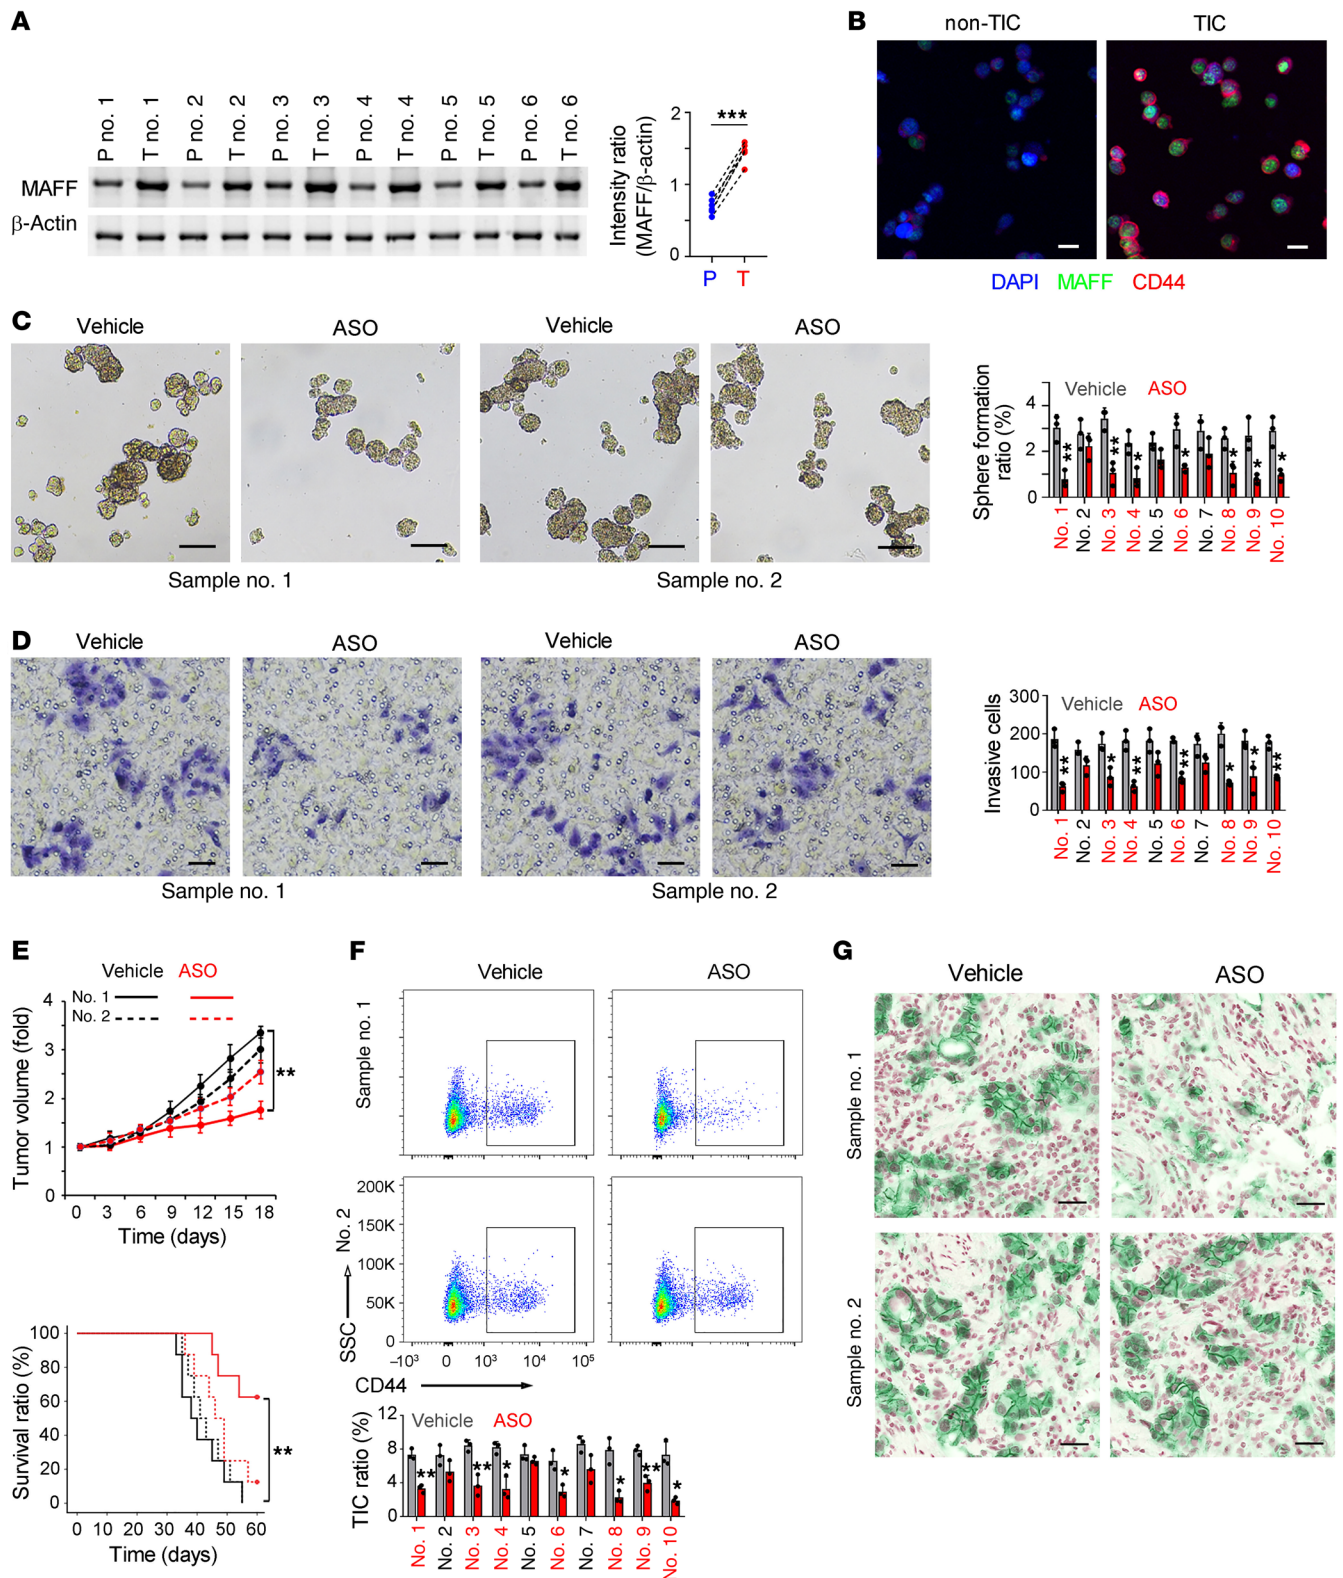 A
P no. 1
T no. 1
P no. 2
T no. 2
P no. 3
T no. 3
P no. 4
T no. 4
P no. 5
T no. 5
P no. 6
T no. 6
MAFF
β-Actin
Intensity ratio
(MAFF/β-actin)
2
1
0
***
P T
B
non-TIC TIC
DAPI MAFF CD44
C
Vehicle ASO Vehicle ASO
Sample no. 1 Sample no. 2
Sphere formation
ratio (%)
Vehicle ASO
4
2
0
** ** * * * * *
No. 1
No. 2
No. 3
No. 4
No. 5
No. 6
No. 7
No. 8
No. 9
No. 10
D
Vehicle ASO Vehicle ASO
Sample no. 1 Sample no. 2
Invasive cells
Vehicle ASO
300
200
100
0
** * ** ** * * **
No. 1
No. 2
No. 3
No. 4
No. 5
No. 6
No. 7
No. 8
No. 9
No. 10
E
Vehicle ASO
No. 1
No. 2
Tumor volume (fold)
4
3
2
1
0
**
0 3 6 9 12 15 18
Time (days)
Survival ratio (%)
100
80
60
40
20
0
**
0 10 20 30 40 50 60
Time (days)
F
Vehicle ASO
Sample no. 1
No. 2
SSC
200K
150K
100K
50K
0
–10³ 0 10³ 10⁴ 10⁵
CD44
TIC ratio (%)
Vehicle ASO
12
8
4
0
** ** * * * ** *
No. 1
No. 2
No. 3
No. 4
No. 5
No. 6
No. 7
No. 8
No. 9
No. 10
G
Vehicle ASO
Sample no. 1
Sample no. 2